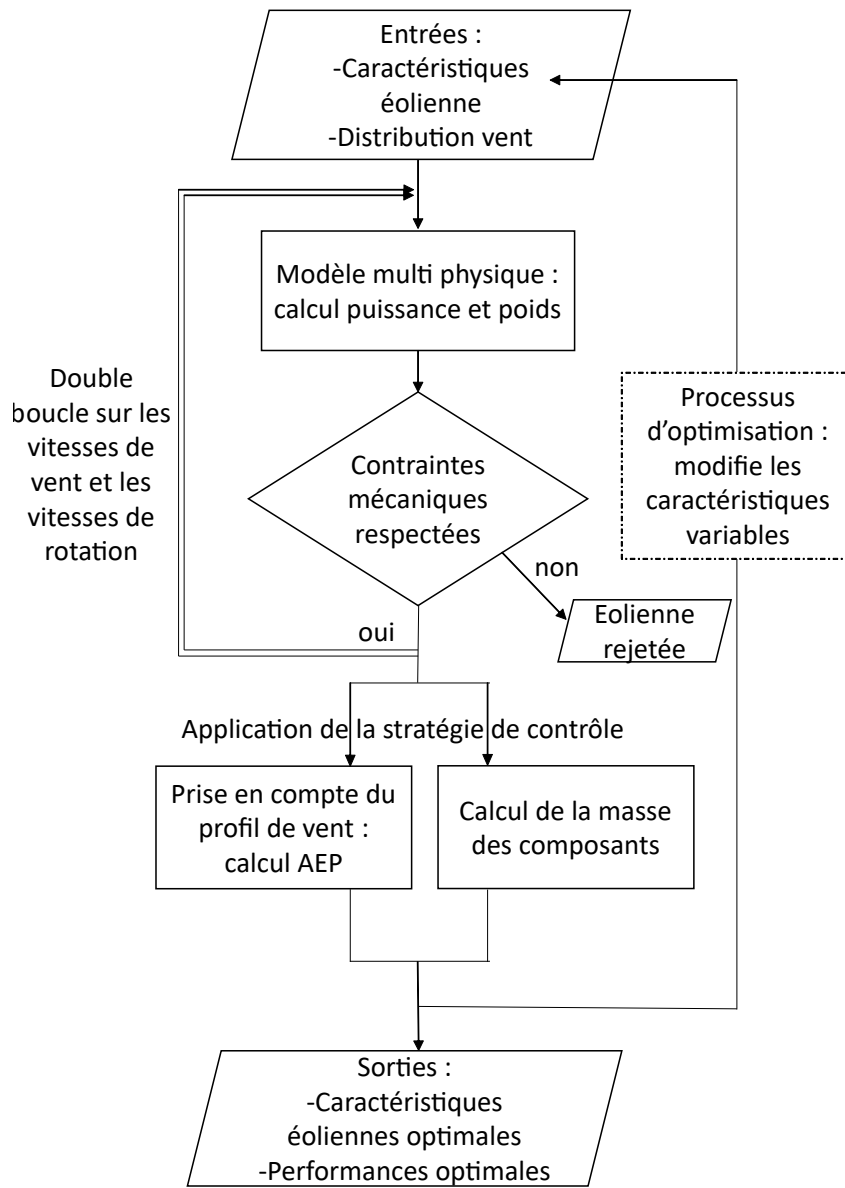 Entrées :
-Caractéristiques
éolienne
-Distribution vent
Modèle multi physique :
calcul puissance et poids
Double
boucle sur les
vitesses de
vent et les
vitesses de
rotation
Contraintes
mécaniques
respectées
Processus
d'optimisation :
modifie les
caractéristiques
variables
non
Eolienne
rejetée
oui
Application de la stratégie de contrôle
Prise en compte du
profil de vent :
calcul AEP
Calcul de la masse
des composants
Sorties :
-Caractéristiques
éoliennes optimales
-Performances optimales